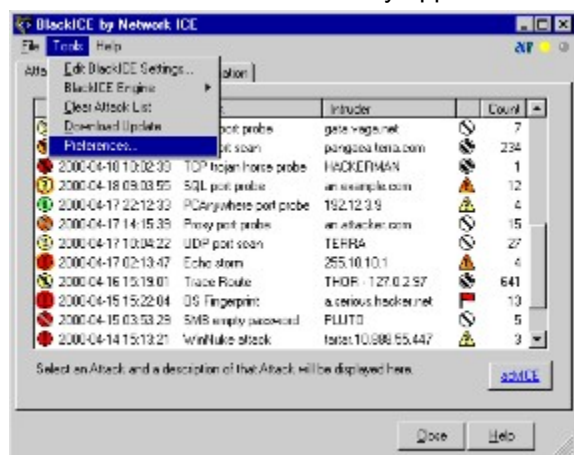 BlackICE by Network ICE
File Tools Help
Edit BlackICE Settings...
BlackICE Engine
Clear Attack List
Download Update
Preferences...
Intruder Count
port probe gate.vega.net 7
port scan pangaea.terra.com 234
2000-04-18 10:02:39 TCP trojan horse probe HACKERMAN 1
2000-04-18 09:03:55 SQL port probe an.example.com 12
2000-04-17 22:12:33 PCAnywhere port probe 192.12.3.9 4
2000-04-17 14:15:39 Proxy port probe an.attacker.com 15
2000-04-17 10:04:22 UDP port scan TERRA 27
2000-04-17 02:13:47 Echo storm 255.10.10.1 4
2000-04-16 15:19:01 Trace Route THOR - 127.0.2.97 641
2000-04-15 15:22:04 OS Fingerprint a.serious.hacker.net 13
2000-04-15 03:53:29 SMB empty password PLUTO 5
2000-04-14 15:13:21 WinNuke attack 3
Select an Attack and a description of that Attack will be displayed here.
advICE
Close Help